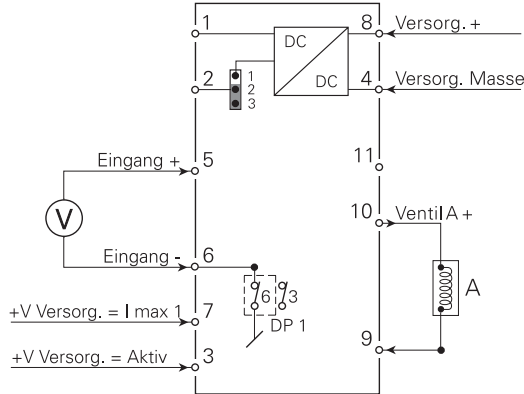 1
8
Versorg. +
DC
DC
2
1
2
3
4
Versorg. Masse
Eingang +
5
11
V
10
Ventil A +
Eingang -
6
6
3
DP 1
A
+V Versorg. = I max 1
7
9
+V Versorg. = Aktiv
3